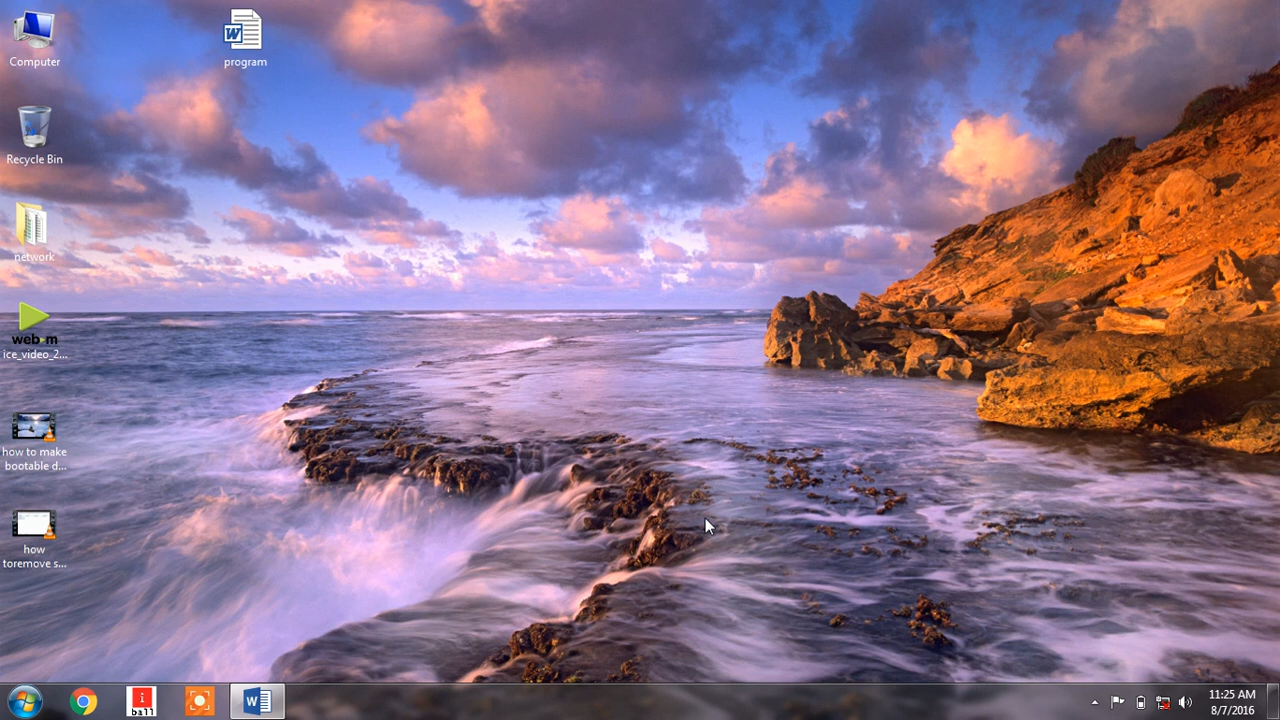 Computer
program
Recycle Bin
network
webm
ice_video_2...
how to make
bootable d...
how
toremove s...
W
i
ball
W
11:25 AM
8/7/2016